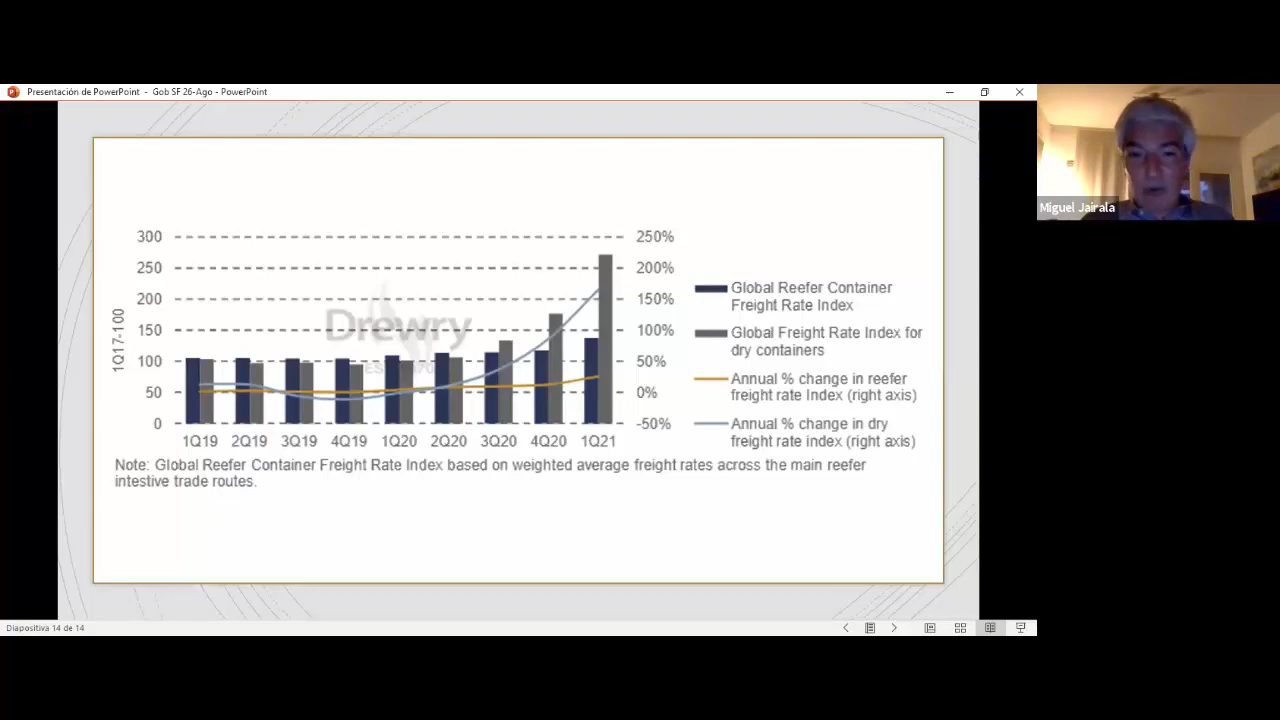 Presentación de PowerPoint - Gob SF 26-Ago - PowerPoint
Miguel Jairala
300
250
200
150
100
50
0
1Q17-100
250%
200%
150%
100%
50%
0%
-50%
Drewry
1Q19 2Q19 3Q19 4Q19 1Q20 2Q20 3Q20 4Q20 1Q21
Global Reefer Container
Freight Rate Index
Global Freight Rate Index for
dry containers
Annual % change in reefer
freight rate Index (right axis)
Annual % change in dry
freight rate index (right axis)
Note: Global Reefer Container Freight Rate Index based on weighted average freight rates across the main reefer
intestive trade routes.
Diapositiva 14 de 14